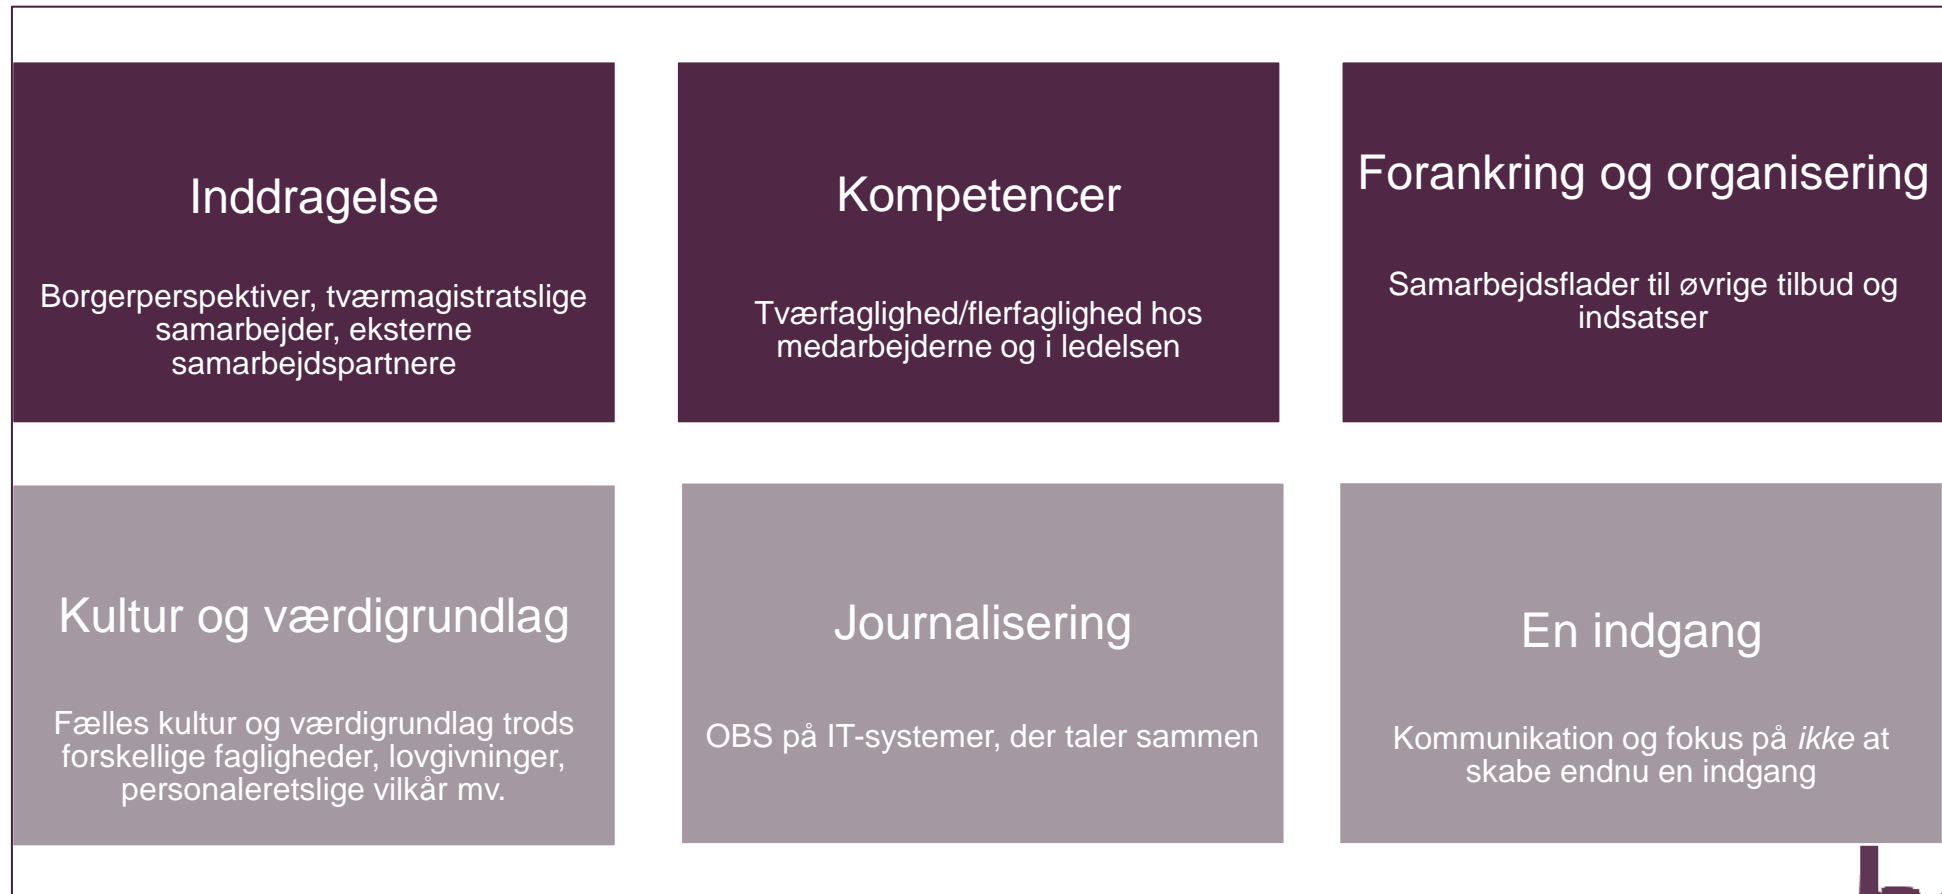 Inddragelse
Borgerperspektiver, tværmagistratslige
samarbejder, eksterne
samarbejdspartnere
Kompetencer
Tværfaglighed/flerfaglighed hos
medarbejderne og i ledelsen
Forankring og organisering
Samarbejdsflader til øvrige tilbud og
indsatser
Kultur og værdigrundlag
Fælles kultur og værdigrundlag trods
forskellige fagligheder, lovgivninger,
personaleretslige vilkår mv.
Journalisering
OBS på IT-systemer, der taler sammen
En indgang
Kommunikation og fokus på ikke at
skabe endnu en indgang